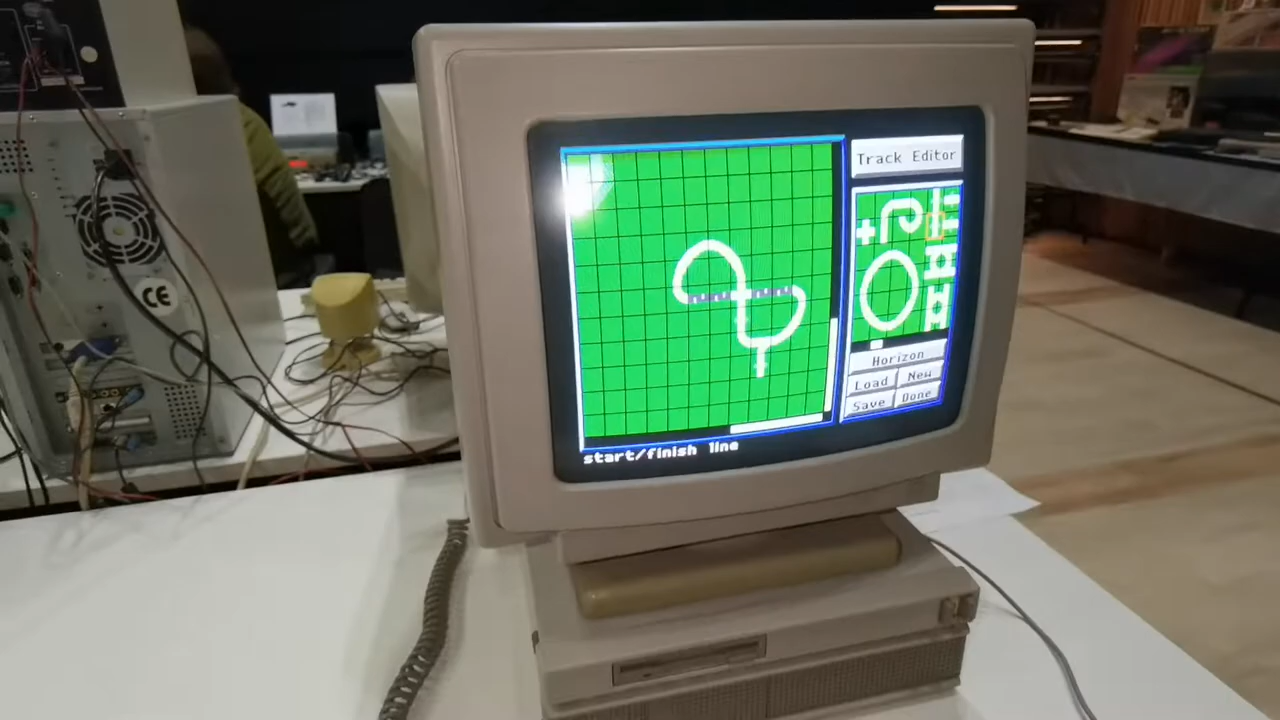 Track Editor
Horizon
Load New
Save Done
start/finish line
CE